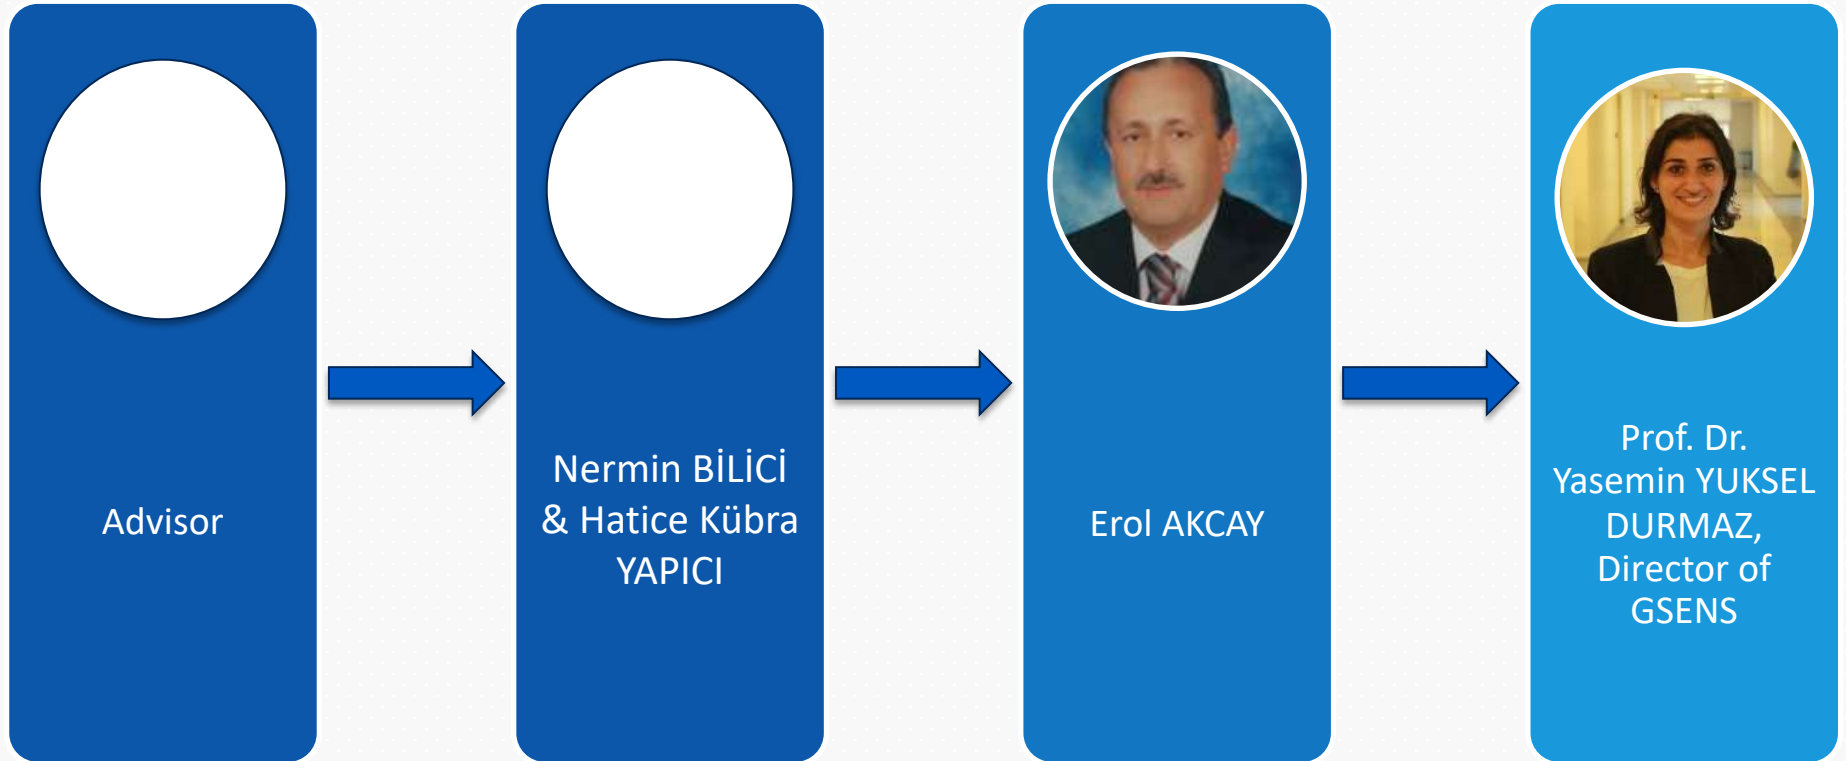 Advisor
Nermin BİLİCİ
& Hatice Kübra
YAPICI
Erol AKCAY
Prof. Dr.
Yasemin YUKSEL
DURMAZ,
Director of
GSENS